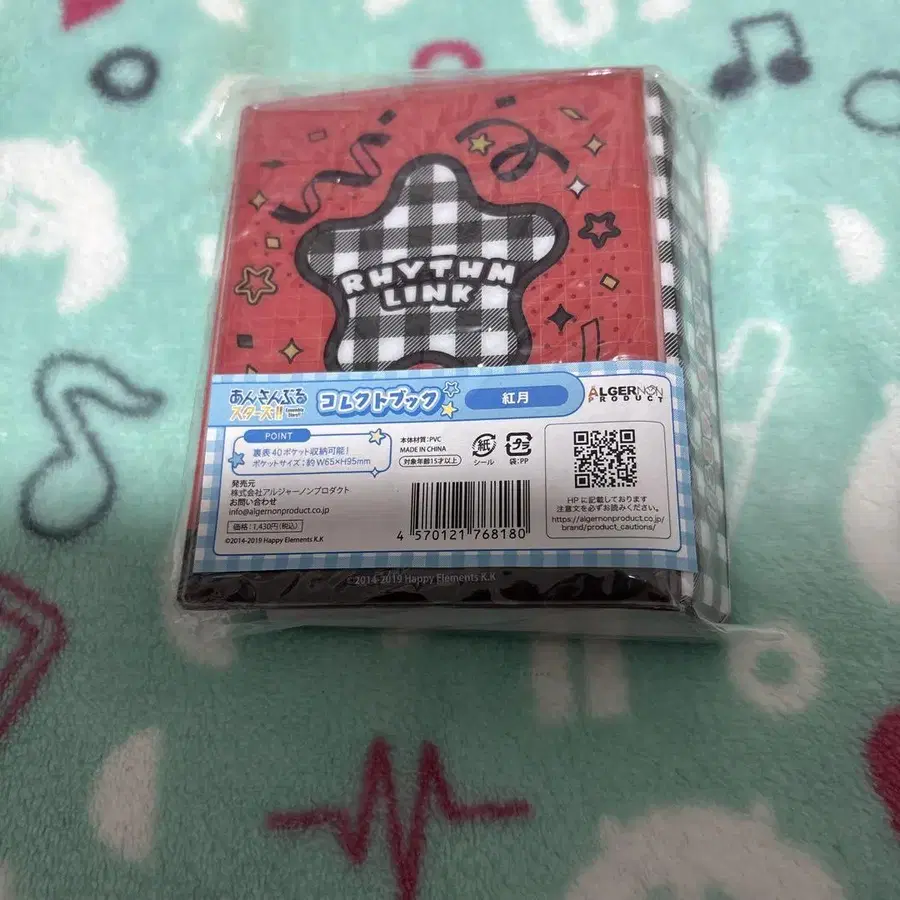 RHYTHM
LINK
あんさんぶる
スターズ!!
Ensemble Stars!!
コレクトブック
紅月
ALGERNON
PRODUCT
POINT
裏表40ポケット収納可能!
ポケットサイズ:約W65×H95mm
発売元
株式会社アルジャーノンプロダクト
お問い合わせ
info@algernonproduct.co.jp
価格:1,430円(税込)
©2014-2019 Happy Elements K.K
本体材質:PVC
MADE IN CHINA
対象年齢15才以上
紙
シール
プラ
袋:PP
4 570121 768180
HPに記載しております
注意文を必ずお読みください。
https://algernonproduct.co.jp/
brand/product_cautions/
©2014-2019 Happy Elements K.K